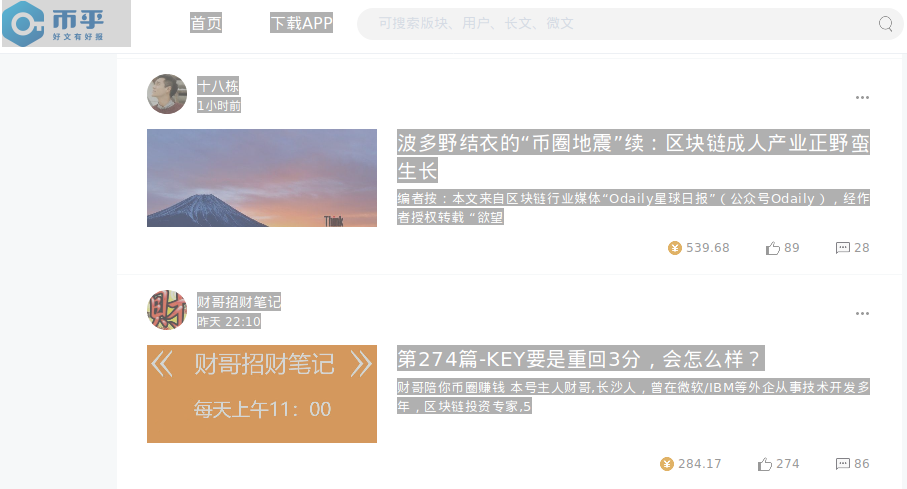 币乎
好文有好报
首页
下载APP
可搜索版块、用户、长文、微文
十八栋
1小时前
Think
波多野结衣的“币圈地震”续：区块链成人产业正野蛮
生长
编者按：本文来自区块链行业媒体“Odaily星球日报”（公众号Odaily），经作
者授权转载 “欲望
539.68
89
28
财
财哥招财笔记
昨天 22:10
《 财哥招财笔记 》
每天上午11：00
第274篇-KEY要是重回3分，会怎么样？
财哥陪你币圈赚钱 本号主人财哥,长沙人，曾在微软/IBM等外企从事技术开发多
年，区块链投资专家,5
284.17
274
86